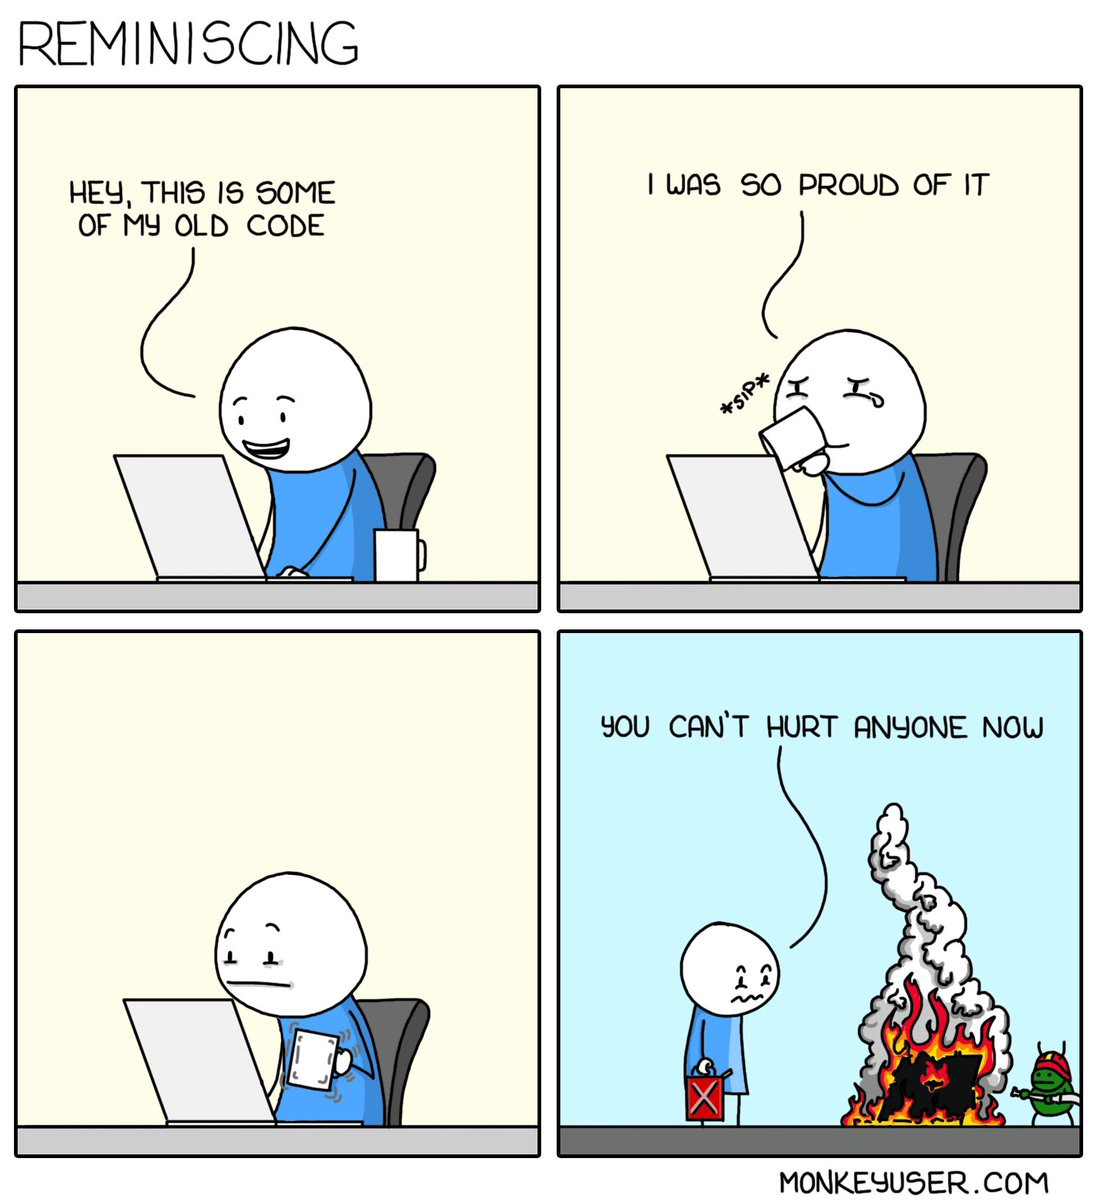 REMINISCING
HEY, THIS IS SOME
OF MY OLD CODE
I WAS SO PROUD OF IT
*SIP*
YOU CAN'T HURT ANYONE NOW
MONKEYUSER.COM